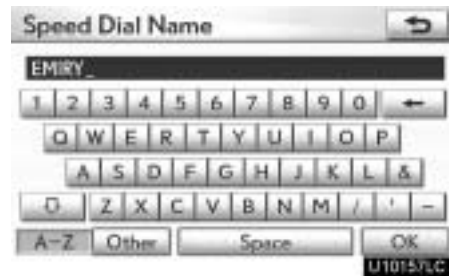 Speed Dial Name
EMIRY_
1 2 3 4 5 6 7 8 9 0 ←
Q W E R T Y U I O P
A S D F G H J K L &
Z X C V B N M / ' -
A-Z Other Space OK
U10157LC